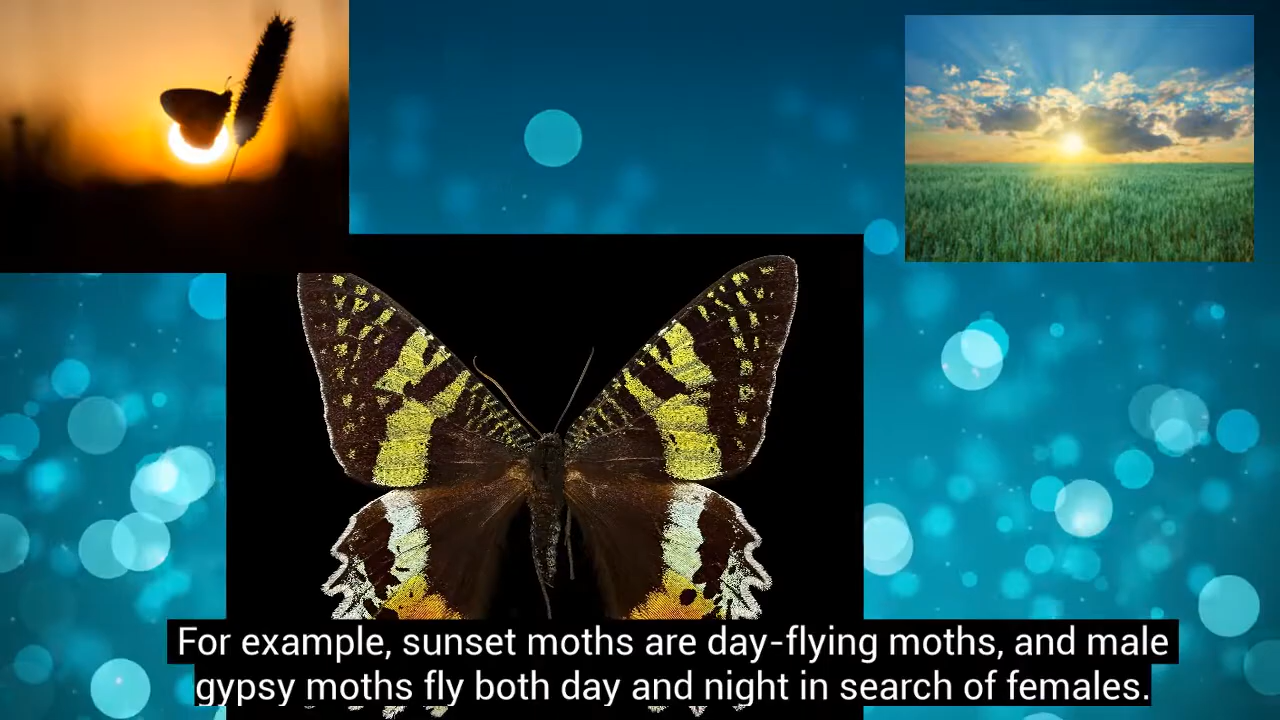 For example, sunset moths are day-flying moths, and male
gypsy moths fly both day and night in search of females.